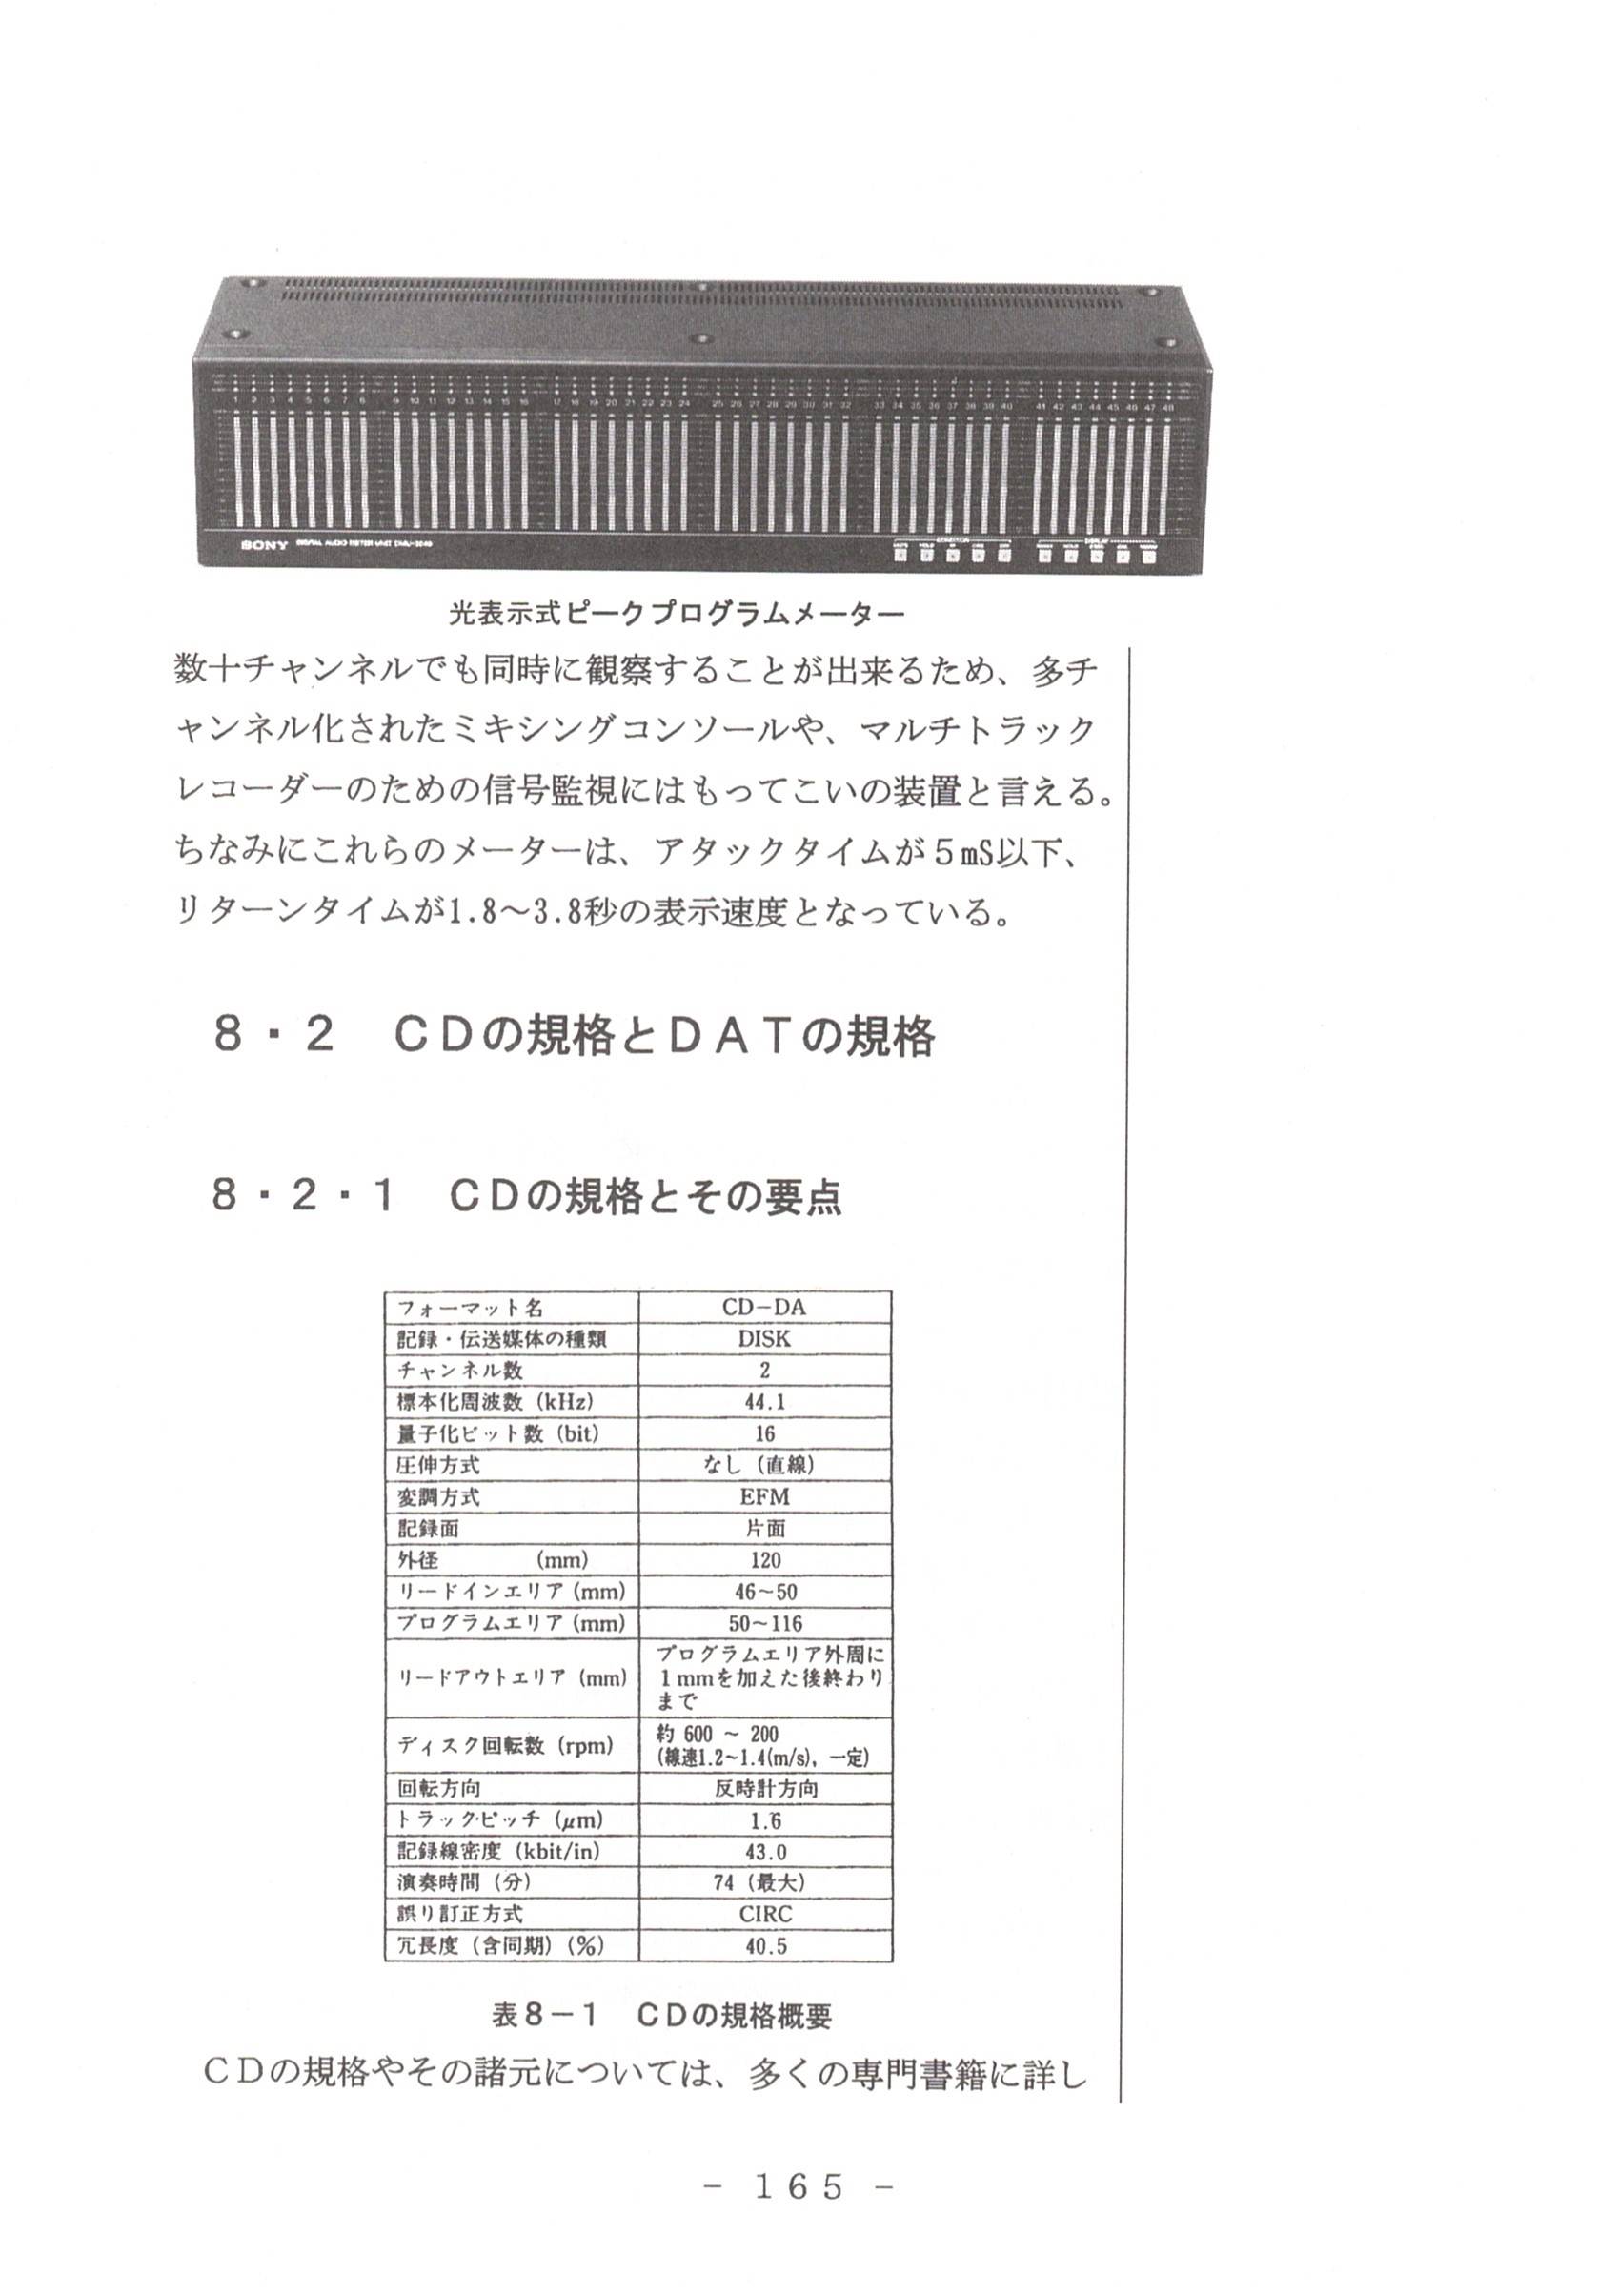 1 2 3 4 5 6 7 8 9 10 11 12 13 14 15 16 17 18 19 20 21 22 23 24 25 26 27 28 29 30 31 32 33 34 35 36 37 38 39 40 41 42 43 44 45 46 47 48
SONY DIGITAL AUDIO METER UNIT
光表示式ピークプログラムメーター
数十チャンネルでも同時に観察することが出来るため、多チ
ャンネル化されたミキシングコンソールや、マルチトラック
レコーダーのための信号監視にはもってこいの装置と言える。
ちなみにこれらのメーターは、アタックタイムが５mS以下、
リターンタイムが1.8～3.8秒の表示速度となっている。
８・２　ＣＤの規格とＤＡＴの規格
８・２・１　ＣＤの規格とその要点
フォーマット名 CD-DA
記録・伝送媒体の種類 DISK
チャンネル数 2
標本化周波数 (kHz) 44.1
量子化ビット数 (bit) 16
圧伸方式 なし（直線）
変調方式 EFM
記録面 片面
外径 (mm) 120
リードインエリア (mm) 46~50
プログラムエリア (mm) 50~116
リードアウトエリア (mm) プログラムエリア外周に
1mmを加えた後終わり
まで
ディスク回転数 (rpm) 約 600 ~ 200
(線速1.2~1.4(m/s), 一定)
回転方向 反時計方向
トラック・ピッチ (μm) 1.6
記録線密度 (kbit/in) 43.0
演奏時間（分） 74（最大）
誤り訂正方式 CIRC
冗長度（含同期）(%) 40.5
表８－１　ＣＤの規格概要
ＣＤの規格やその諸元については、多くの専門書籍に詳し
－ １６５ －